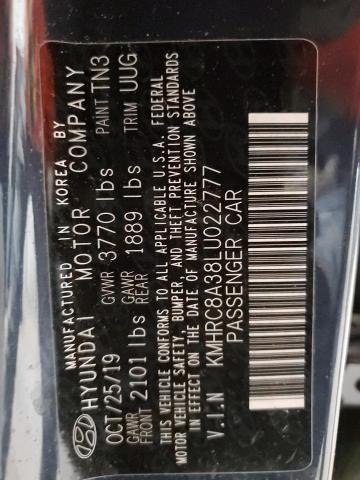 MANUFACTURED IN KOREA BY
HYUNDAI MOTOR COMPANY
OCT/25/19 GVWR 3770 lbs PAINT TN3
GAWR FRONT 2101 lbs GAWR REAR 1889 lbs TRIM UUG
THIS VEHICLE CONFORMS TO ALL APPLICABLE U.S.A. FEDERAL
MOTOR VEHICLE SAFETY, BUMPER, AND THEFT PREVENTION STANDARDS
IN EFFECT ON THE DATE OF MANUFACTURE SHOWN ABOVE
V.I.N KMHRC8A38LU022777
PASSENGER CAR